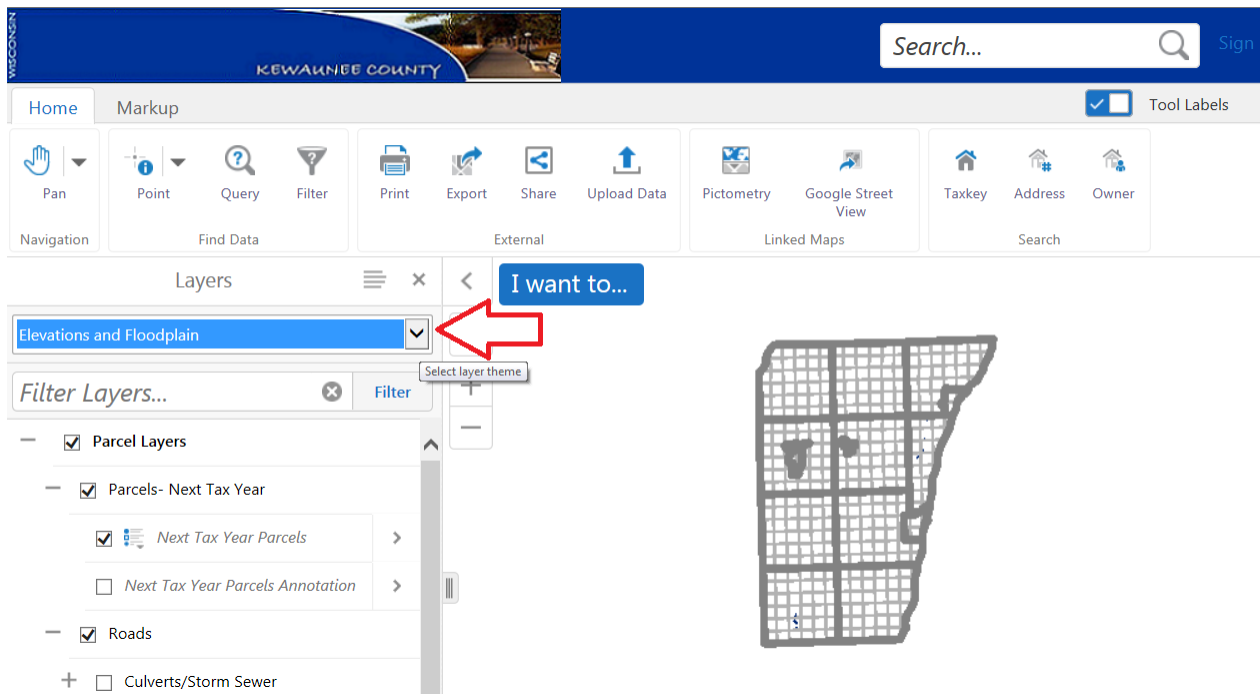 WISCONSIN
KEWAUNEE COUNTY
Search...
Sign
Home
Markup
Tool Labels
Pan
Point
Query
Filter
Print
Export
Share
Upload Data
Pictometry
Google Street
View
Taxkey
Address
Owner
Navigation
Find Data
External
Linked Maps
Search
Layers
I want to...
Elevations and Floodplain
Select layer theme
Filter Layers...
Filter
Parcel Layers
Parcels- Next Tax Year
Next Tax Year Parcels
Next Tax Year Parcels Annotation
Roads
Culverts/Storm Sewer